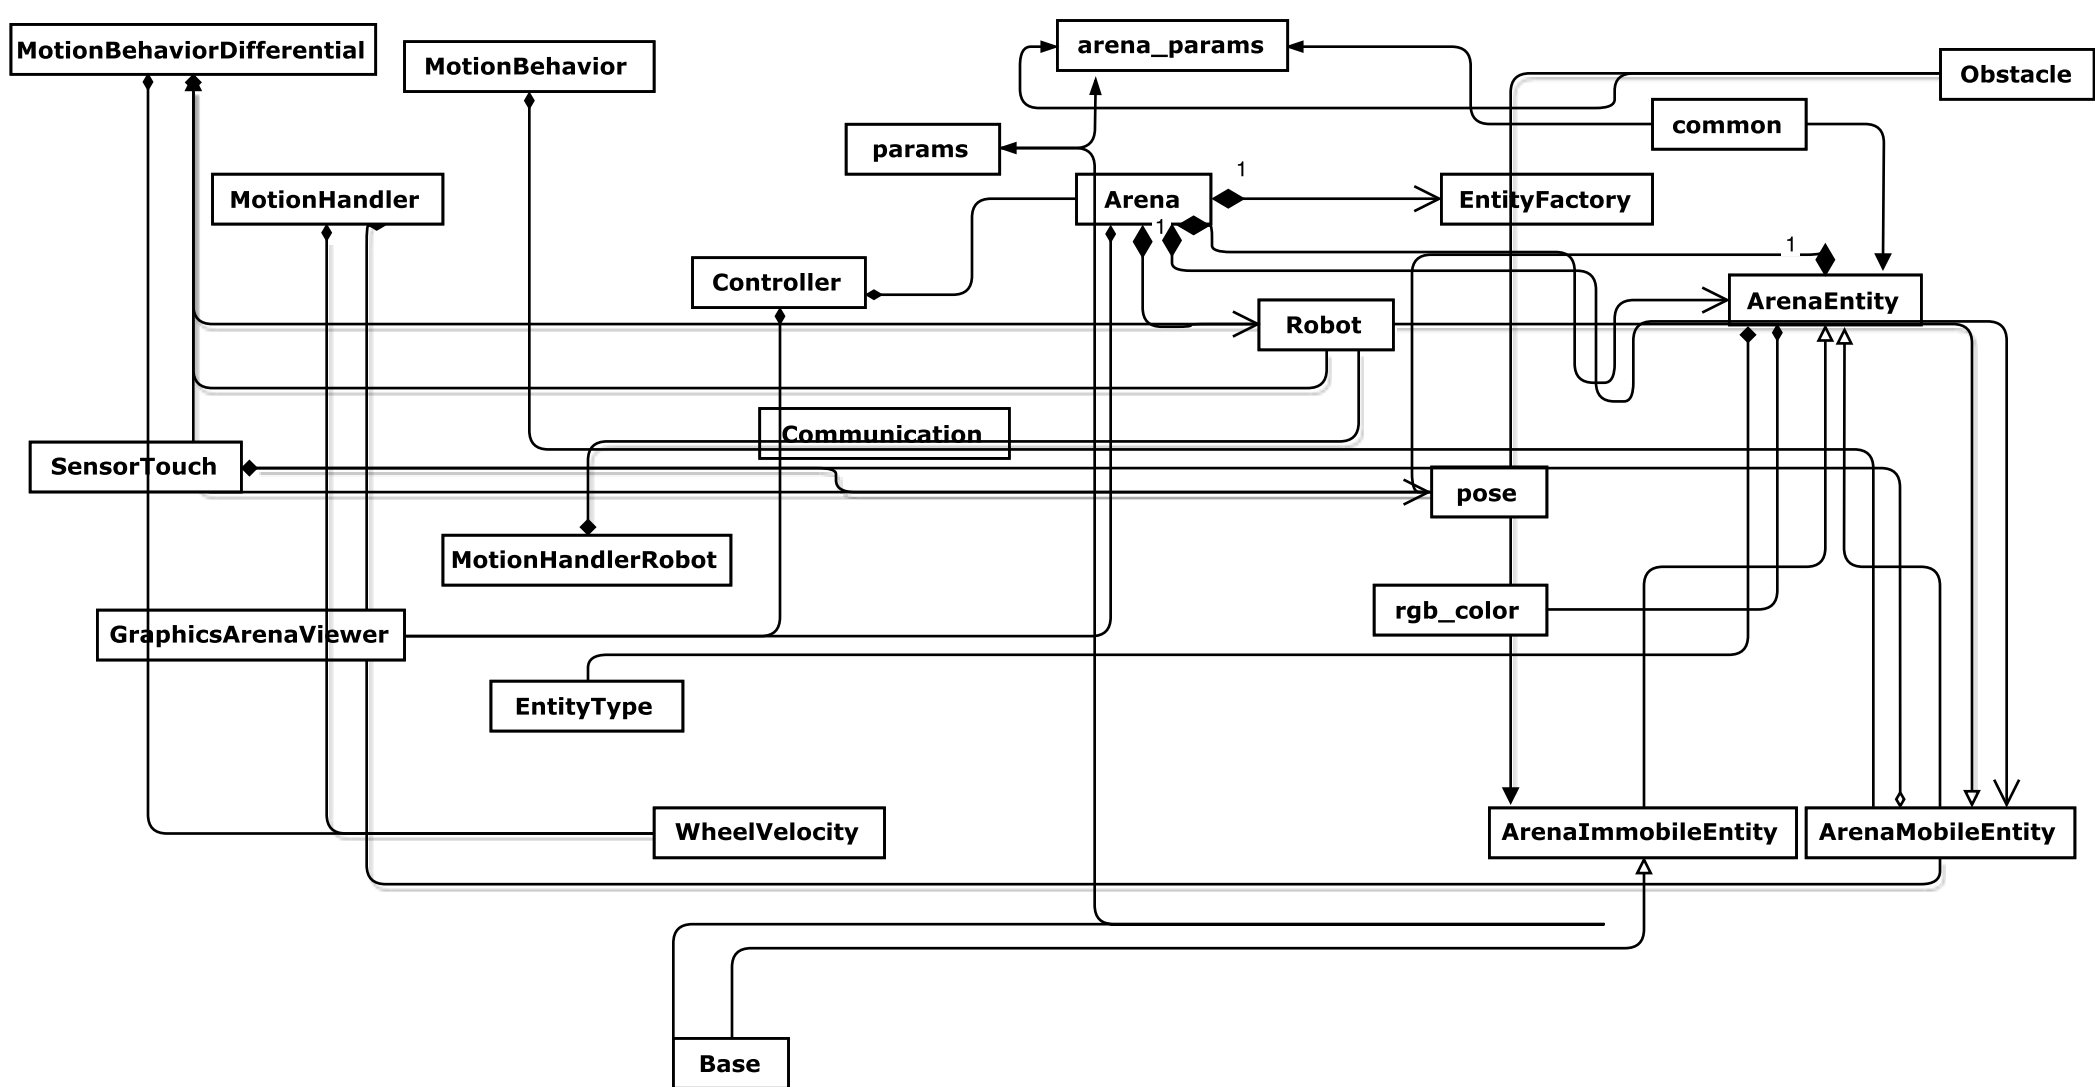 MotionBehaviorDifferential
MotionBehavior
arena_params
Obstacle
common
params
1
MotionHandler
Arena
EntityFactory
1
1
Controller
ArenaEntity
Robot
Communication
SensorTouch
pose
MotionHandlerRobot
rgb_color
GraphicsArenaViewer
EntityType
WheelVelocity
ArenaImmobileEntity
ArenaMobileEntity
Base